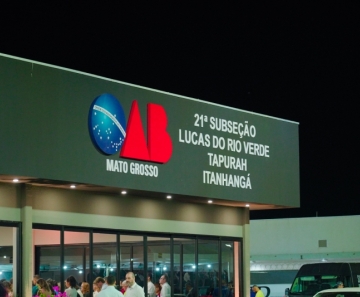 OAB
MATO GROSSO
21ª SUBSEÇÃO
LUCAS DO RIO VERDE
TAPURAH
ITANHANGÁ